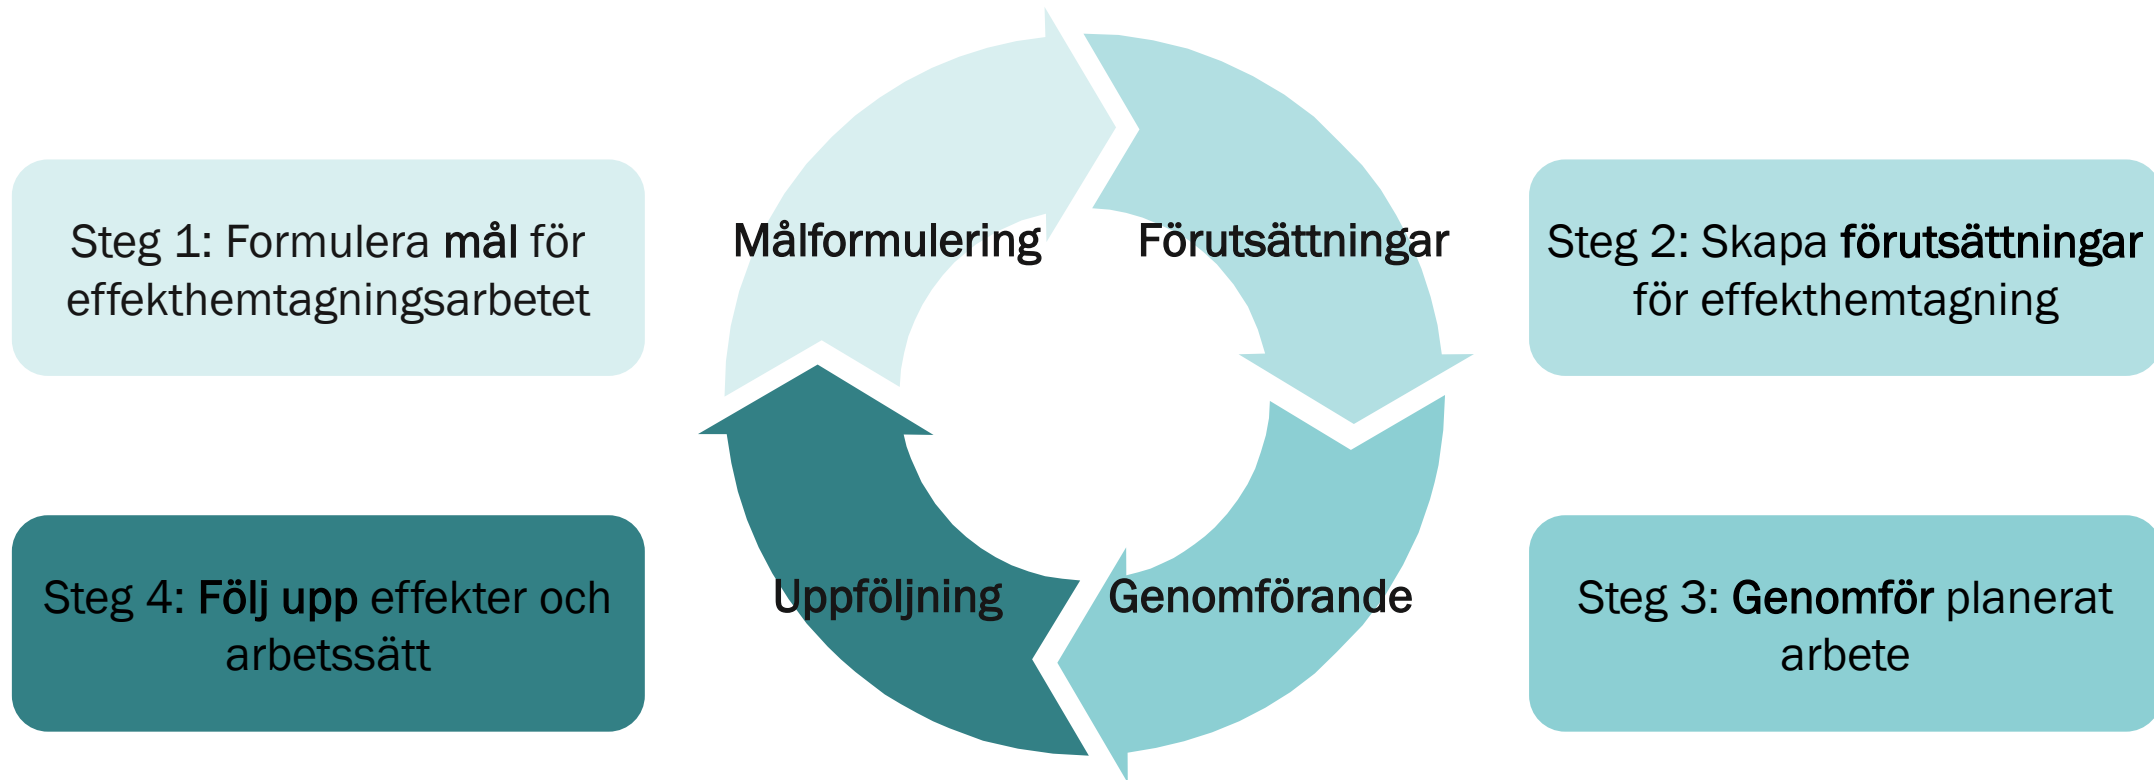 Steg 1: Formulera mål för
effekthemtagningsarbetet
Målformulering
Förutsättningar
Steg 2: Skapa förutsättningar
för effekthemtagning
Steg 4: Följ upp effekter och
arbetssätt
Uppföljning
Genomförande
Steg 3: Genomför planerat
arbete